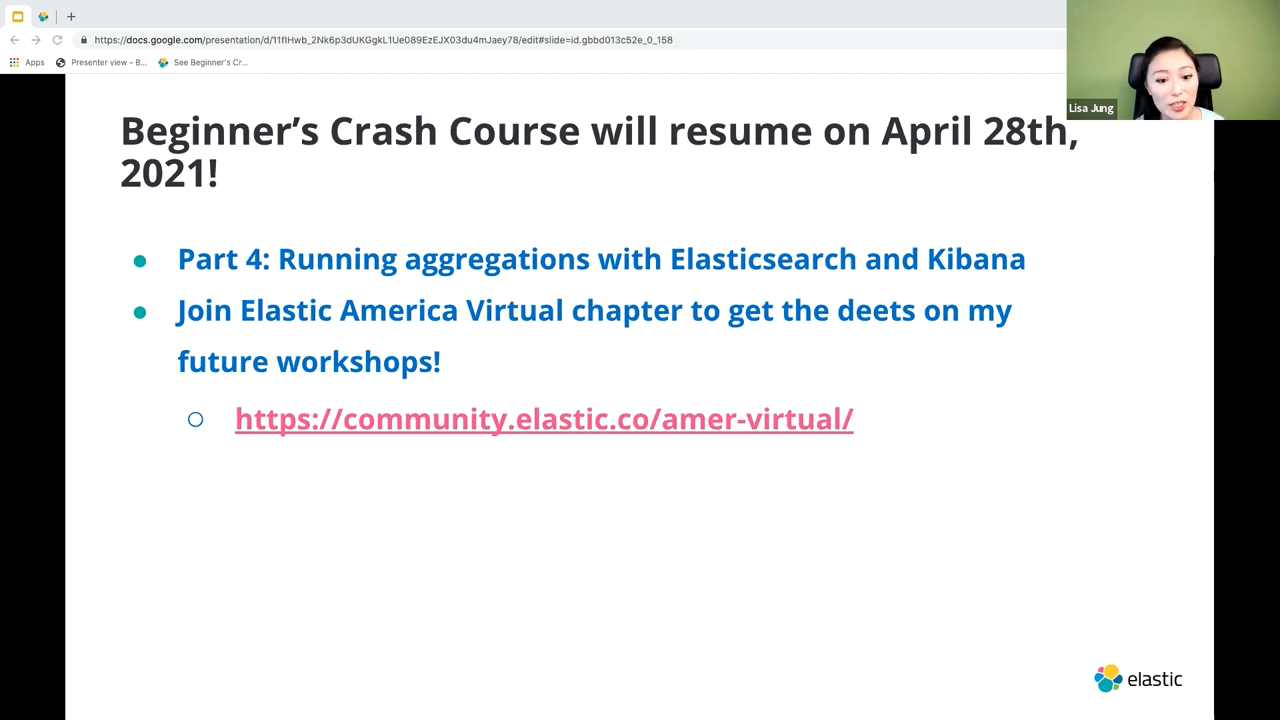 https://docs.google.com/presentation/d/11fIHwb_2Nk6p3dUKGgkL1Ue089EzEJX03du4mJaey78/edit#slide=id.gbbd013c52e_0_158
Apps
Presenter view – B...
See Beginner's Cr...
Lisa Jung
Beginner’s Crash Course will resume on April 28th,
2021!
● Part 4: Running aggregations with Elasticsearch and Kibana
● Join Elastic America Virtual chapter to get the deets on my
future workshops!
○ https://community.elastic.co/amer-virtual/
elastic